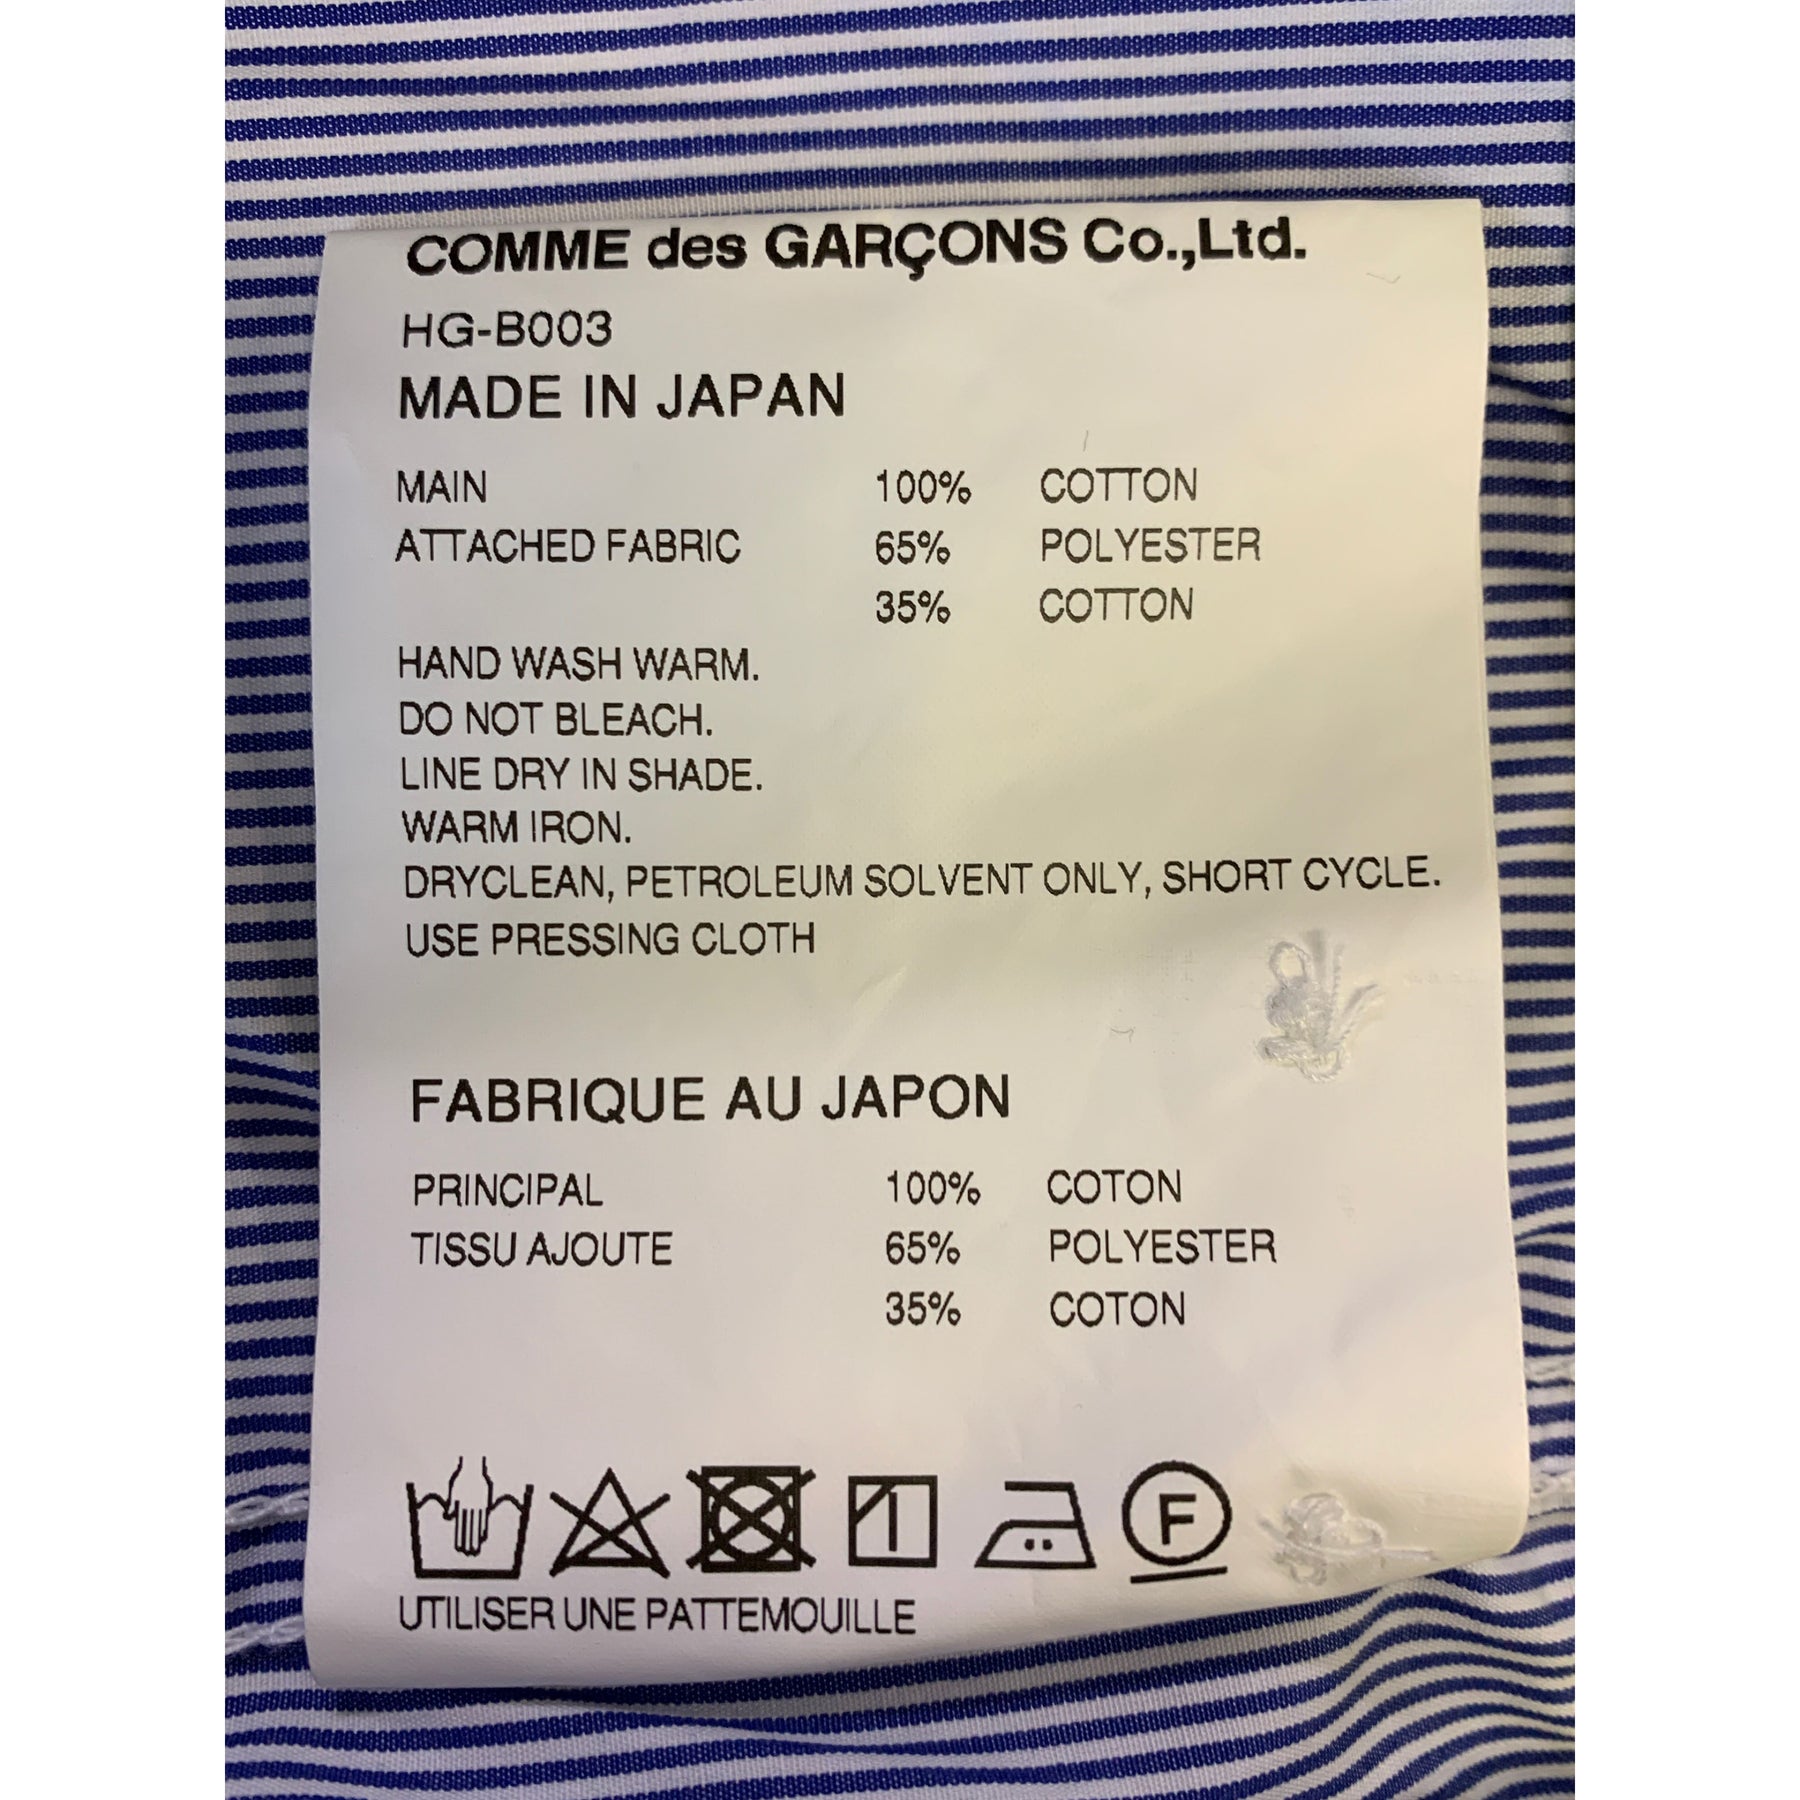 COMME des GARÇONS Co.,Ltd.
HG-B003
MADE IN JAPAN
MAIN 100% COTTON
ATTACHED FABRIC 65% POLYESTER
35% COTTON
HAND WASH WARM.
DO NOT BLEACH.
LINE DRY IN SHADE.
WARM IRON.
DRYCLEAN, PETROLEUM SOLVENT ONLY, SHORT CYCLE.
USE PRESSING CLOTH
FABRIQUE AU JAPON
PRINCIPAL 100% COTON
TISSU AJOUTE 65% POLYESTER
35% COTON
F
UTILISER UNE PATTEMOUILLE